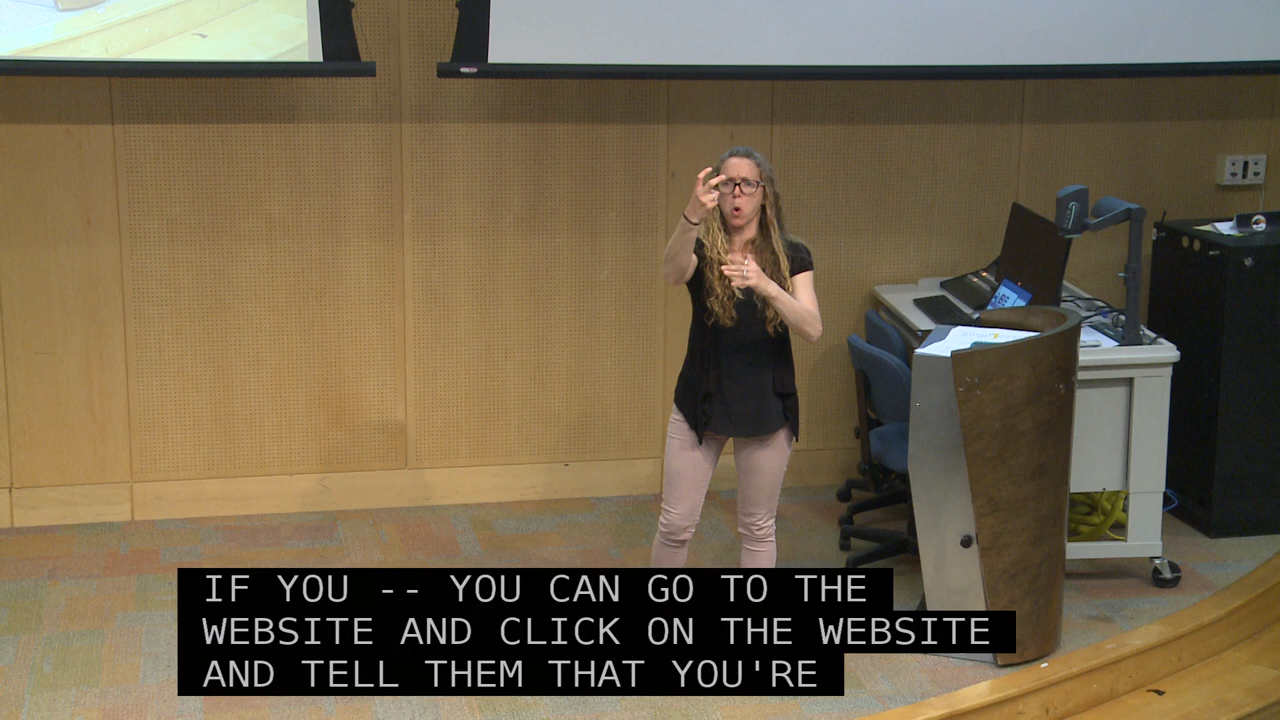 IF YOU -- YOU CAN GO TO THE
WEBSITE AND CLICK ON THE WEBSITE
AND TELL THEM THAT YOU'RE